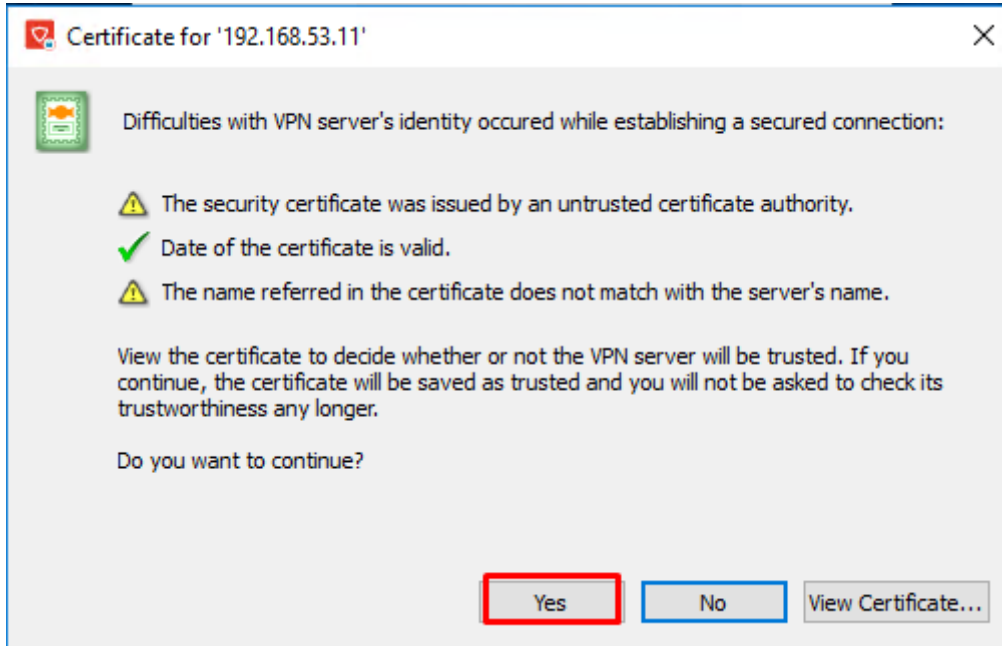 Certificate for '192.168.53.11'
Difficulties with VPN server's identity occured while establishing a secured connection:
The security certificate was issued by an untrusted certificate authority.
Date of the certificate is valid.
The name referred in the certificate does not match with the server's name.
View the certificate to decide whether or not the VPN server will be trusted. If you
continue, the certificate will be saved as trusted and you will not be asked to check its
trustworthiness any longer.
Do you want to continue?
Yes
No
View Certificate...